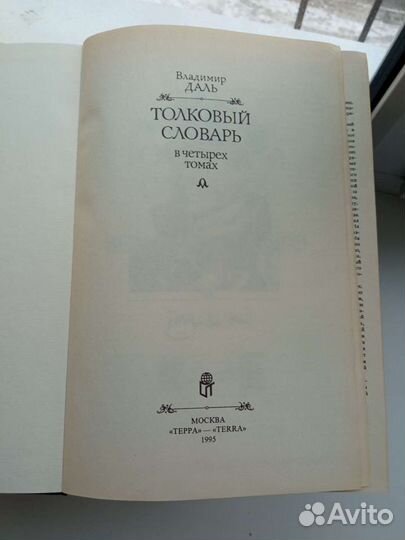 Владимир
ДАЛЬ
ТОЛКОВЫЙ
СЛОВАРЬ
в четырех
томах
МОСКВА
«ТЕРРА» — «TERRA»
1995
Avito